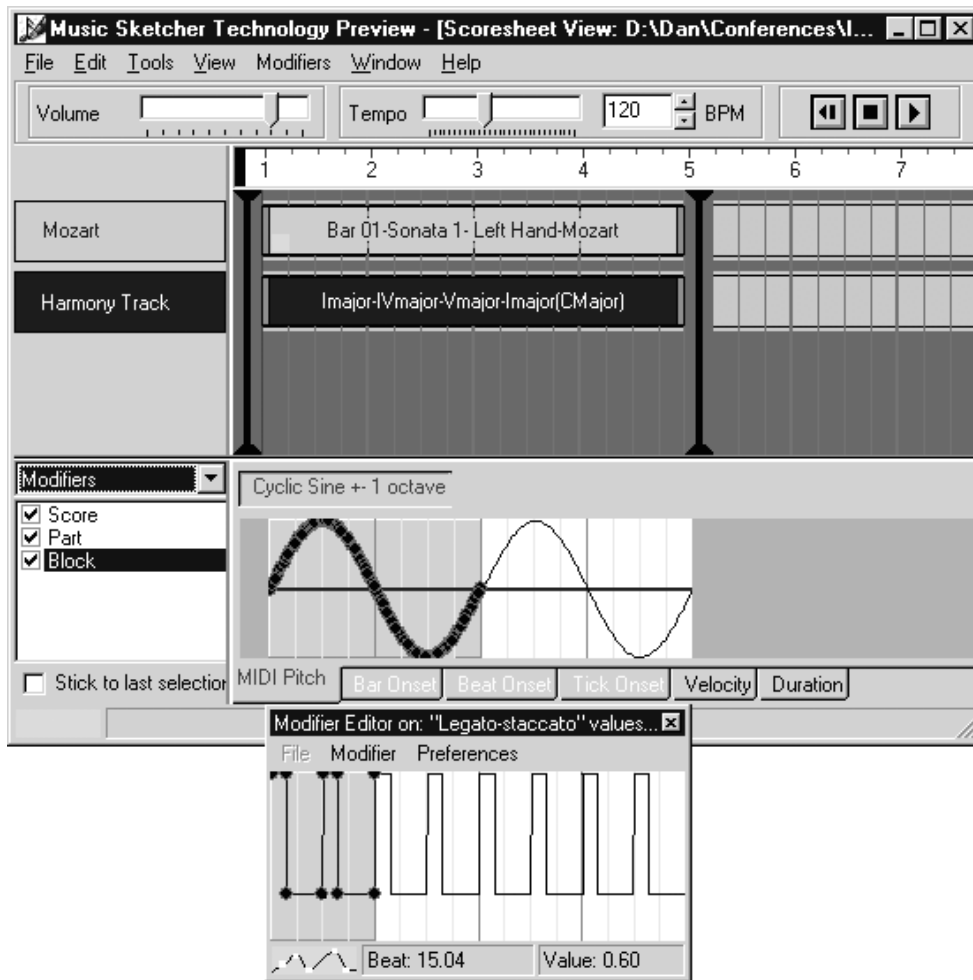 Music Sketcher Technology Preview - [Scoresheet View: D:\Dan\Conferences\I...
File Edit Tools View Modifiers Window Help
Volume Tempo 120 BPM
1 2 3 4 5 6 7
Mozart Bar 01-Sonata 1- Left Hand-Mozart
Harmony Track Imajor-IVmajor-Vmajor-Imajor(CMajor)
Modifiers
Cyclic Sine +- 1 octave
Score
Part
Block
Stick to last selection
MIDI Pitch Bar Onset Beat Onset Tick Onset Velocity Duration
Modifier Editor on: "Legato-staccato" values...
File Modifier Preferences
Beat: 15.04 Value: 0.60